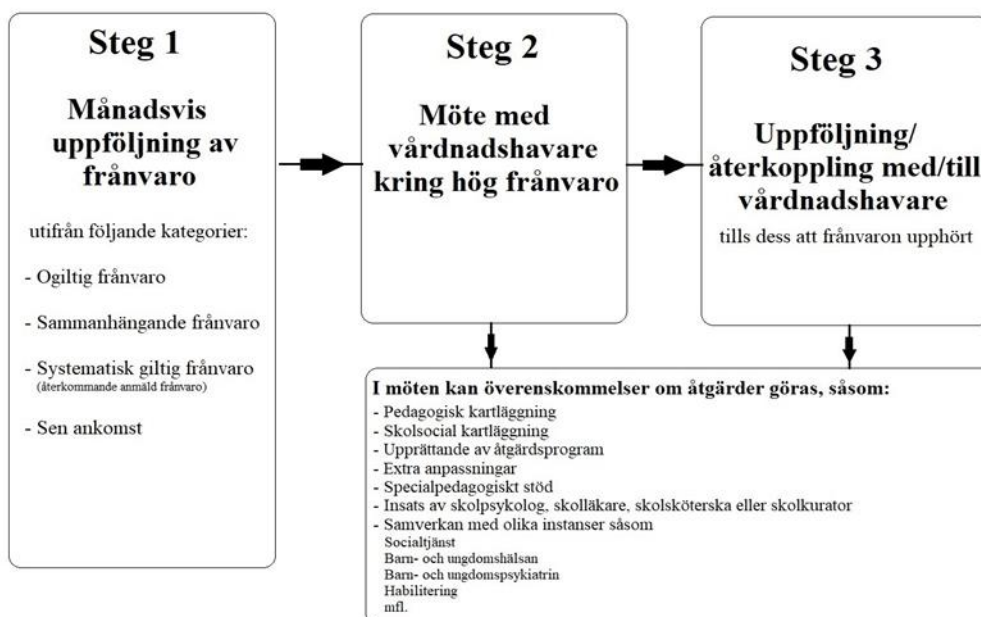 Steg 1
Månadsvis
uppföljning av
frånvaro
utifrån följande kategorier:
- Ogiltig frånvaro
- Sammanhängande frånvaro
- Systematisk giltig frånvaro
(återkommande anmäld frånvaro)
- Sen ankomst
Steg 2
Möte med
vårdnadshavare
kring hög frånvaro
Steg 3
Uppföljning/
återkoppling med/till
vårdnadshavare
tills dess att frånvaron upphört
I möten kan överenskommelser om åtgärder göras, såsom:
- Pedagogisk kartläggning
- Skolsocial kartläggning
- Upprättande av åtgärdsprogram
- Extra anpassningar
- Specialpedagogiskt stöd
- Insats av skolpsykolog, skolläkare, skolsköterska eller skolkurator
- Samverkan med olika instanser såsom
Socialtjänst
Barn- och ungdomshälsan
Barn- och ungdomspsykiatrin
Habilitering
mfl.